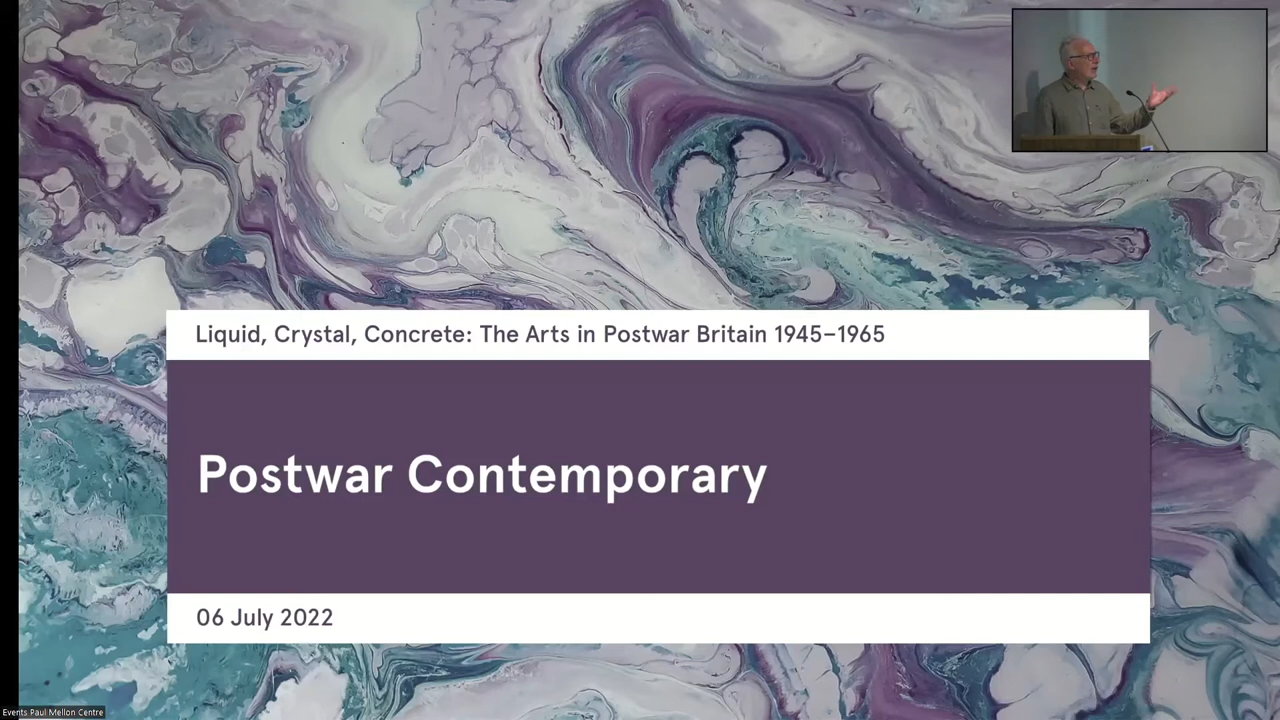 Liquid, Crystal, Concrete: The Arts in Postwar Britain 1945–1965
Postwar Contemporary
06 July 2022
Events Paul Mellon Centre